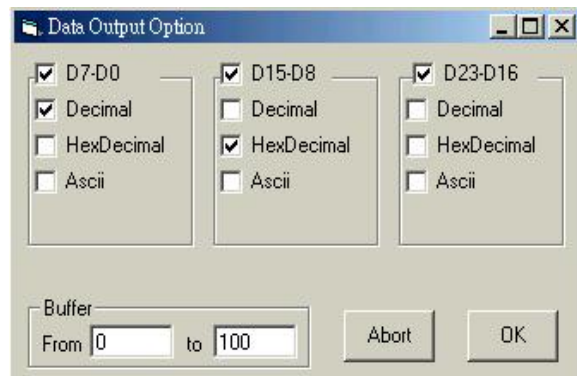 Data Output Option
D7-D0
Decimal
HexDecimal
Ascii
D15-D8
Decimal
HexDecimal
Ascii
D23-D16
Decimal
HexDecimal
Ascii
Buffer
From 0 to 100
Abort
OK